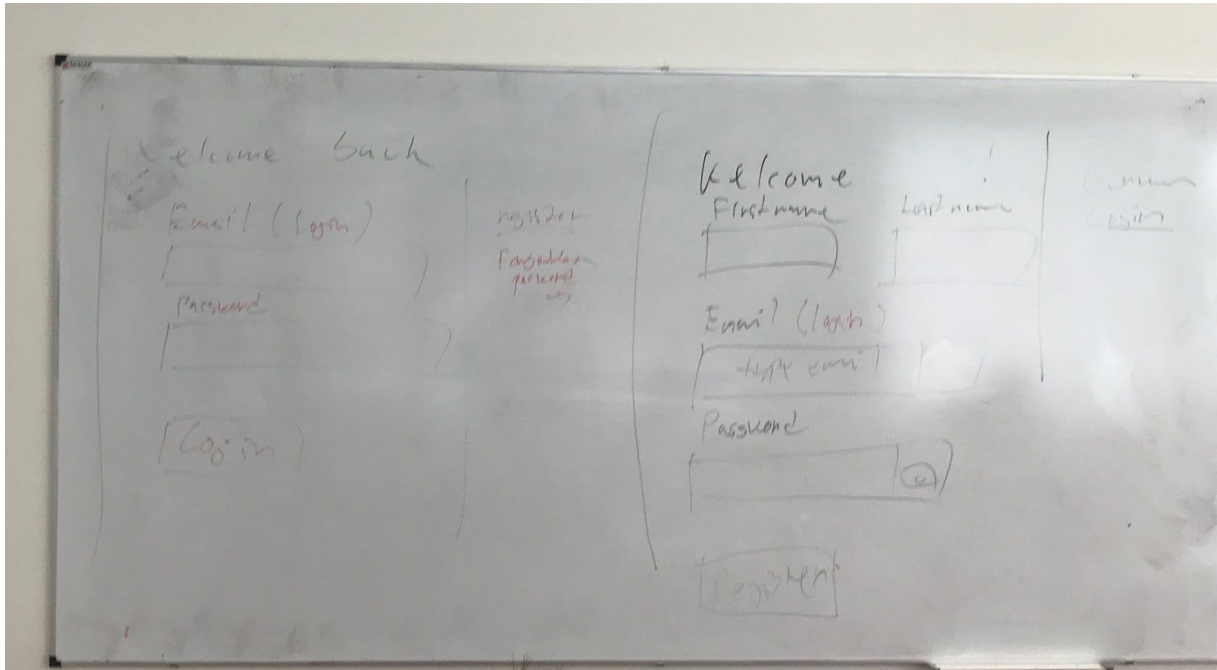 Welcome back
Email (login)
Password
Login
register
Forgotten
password
Welcome
First name
Last name
Email (login)
type email
Password
Register
Login